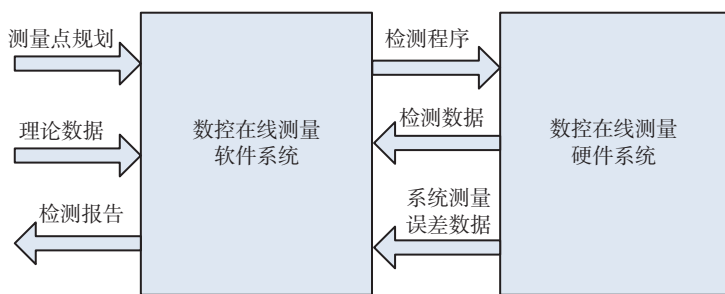 测量点规划
理论数据
检测报告
数控在线测量
软件系统
检测程序
检测数据
系统测量
误差数据
数控在线测量
硬件系统